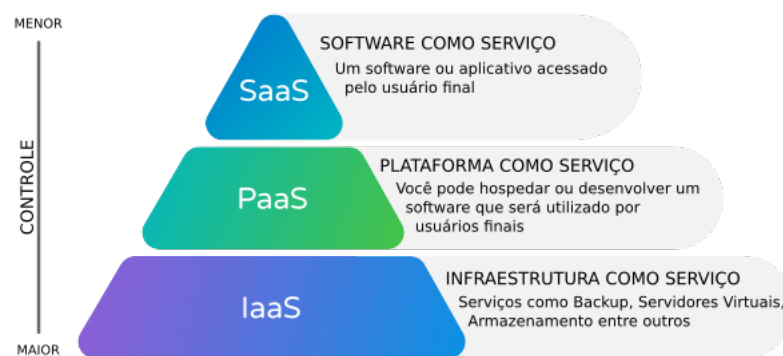 MENOR
CONTROLE
MAIOR
SaaS
SOFTWARE COMO SERVIÇO
Um software ou aplicativo acessado
pelo usuário final
PaaS
PLATAFORMA COMO SERVIÇO
Você pode hospedar ou desenvolver um
software que será utilizado por
usuários finais
IaaS
INFRAESTRUTURA COMO SERVIÇO
Serviços como Backup, Servidores Virtuais,
Armazenamento entre outros